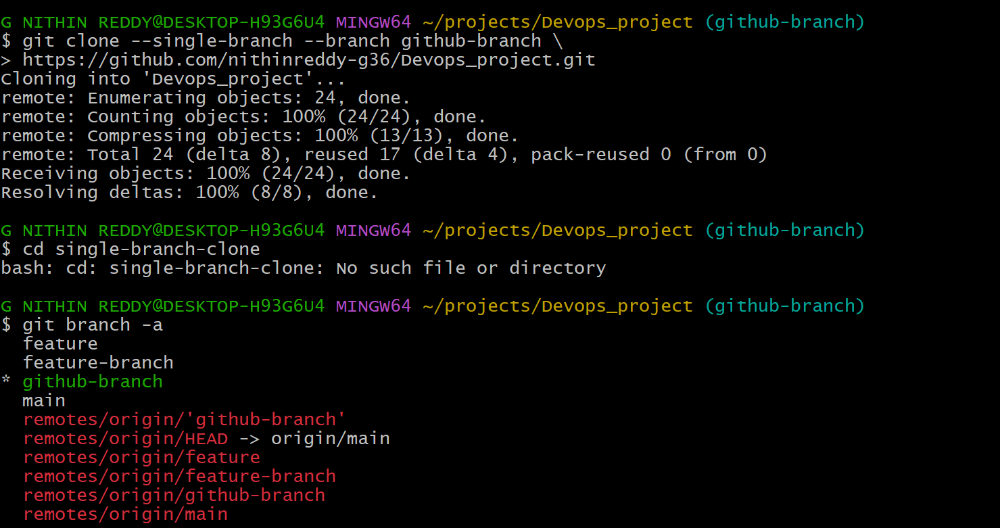 G NITHIN REDDY@DESKTOP-H93G6U4 MINGW64 ~/projects/Devops_project (github-branch)
$ git clone --single-branch --branch github-branch \
> https://github.com/nithinreddy-g36/Devops_project.git
Cloning into 'Devops_project'...
remote: Enumerating objects: 24, done.
remote: Counting objects: 100% (24/24), done.
remote: Compressing objects: 100% (13/13), done.
remote: Total 24 (delta 8), reused 17 (delta 4), pack-reused 0 (from 0)
Receiving objects: 100% (24/24), done.
Resolving deltas: 100% (8/8), done.

G NITHIN REDDY@DESKTOP-H93G6U4 MINGW64 ~/projects/Devops_project (github-branch)
$ cd single-branch-clone
bash: cd: single-branch-clone: No such file or directory

G NITHIN REDDY@DESKTOP-H93G6U4 MINGW64 ~/projects/Devops_project (github-branch)
$ git branch -a
  feature
  feature-branch
* github-branch
  main
  remotes/origin/'github-branch'
  remotes/origin/HEAD -> origin/main
  remotes/origin/feature
  remotes/origin/feature-branch
  remotes/origin/github-branch
  remotes/origin/main